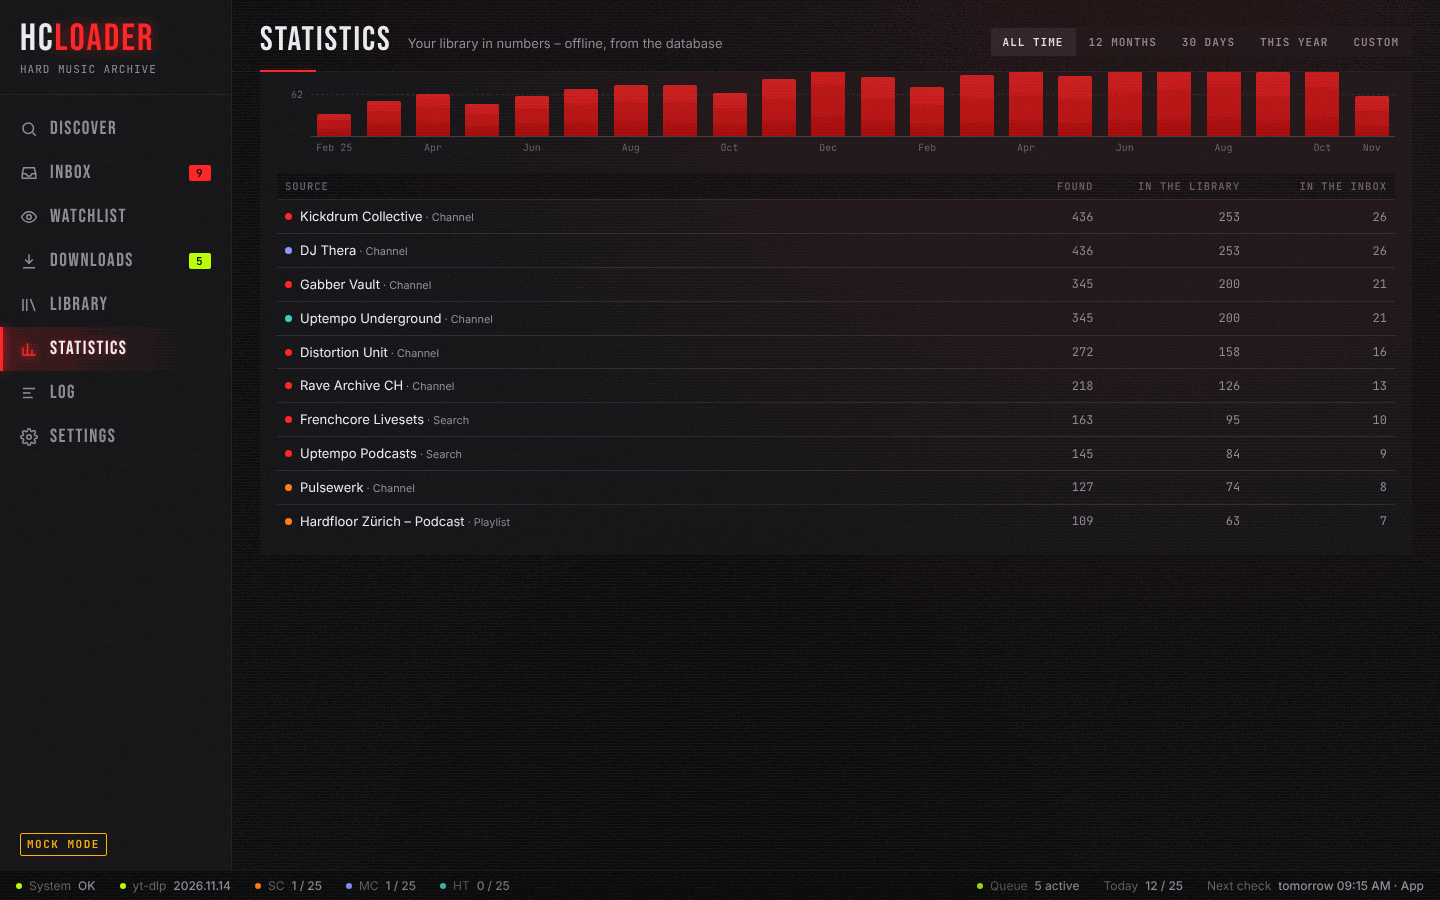 HCLOADER
HARD MUSIC ARCHIVE
DISCOVER
INBOX 9
WATCHLIST
DOWNLOADS 5
LIBRARY
STATISTICS
LOG
SETTINGS
MOCK MODE
STATISTICS Your library in numbers – offline, from the database
ALL TIME 12 MONTHS 30 DAYS THIS YEAR CUSTOM
62
Feb 25 Apr Jun Aug Oct Dec Feb Apr Jun Aug Oct Nov
SOURCE FOUND IN THE LIBRARY IN THE INBOX
Kickdrum Collective · Channel 436 253 26
DJ Thera · Channel 436 253 26
Gabber Vault · Channel 345 200 21
Uptempo Underground · Channel 345 200 21
Distortion Unit · Channel 272 158 16
Rave Archive CH · Channel 218 126 13
Frenchcore Livesets · Search 163 95 10
Uptempo Podcasts · Search 145 84 9
Pulsewerk · Channel 127 74 8
Hardfloor Zürich – Podcast · Playlist 109 63 7
System OK yt-dlp 2026.11.14 SC 1 / 25 MC 1 / 25 HT 0 / 25 Queue 5 active Today 12 / 25 Next check tomorrow 09:15 AM · App